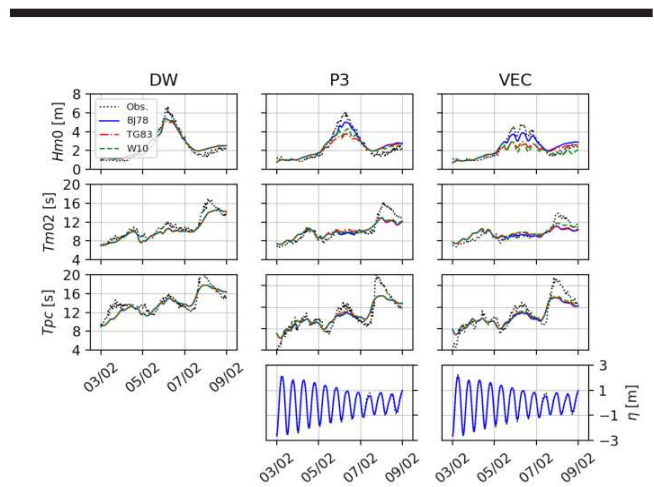 DW P3 VEC
Hm0 [m]
8
6
4
2
0
Obs.
BJ78
TG83
W10
Tm02 [s]
20
16
12
8
4
Tpc [s]
20
16
12
8
4
03/02 05/02 07/02 09/02
3
1
−1
−3
η [m]
03/02 05/02 07/02 09/02 03/02 05/02 07/02 09/02